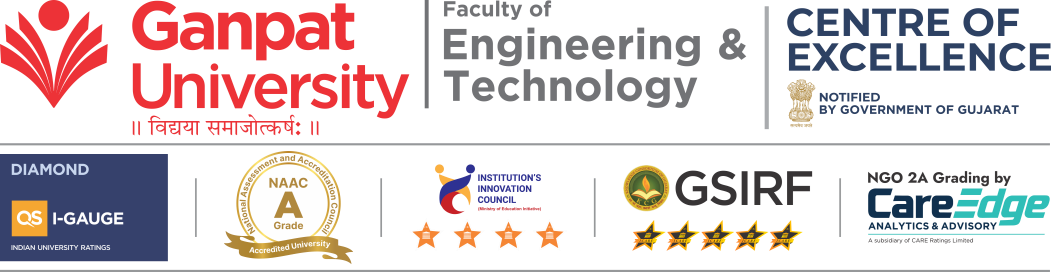 Ganpat
University
॥ विद्यया समाजोत्कर्षः ॥
Faculty of
Engineering &
Technology
CENTRE OF
EXCELLENCE
NOTIFIED
BY GOVERNMENT OF GUJARAT
DIAMOND
QS I-GAUGE
INDIAN UNIVERSITY RATINGS
National Assessment and Accreditation Council
NAAC
A
Grade
Accredited University
INSTITUTION'S
INNOVATION
COUNCIL
(Ministry of Education Initiative)
GSIRF
NGO 2A Grading by
CareEdge
ANALYTICS & ADVISORY
A subsidiary of CARE Ratings Limited